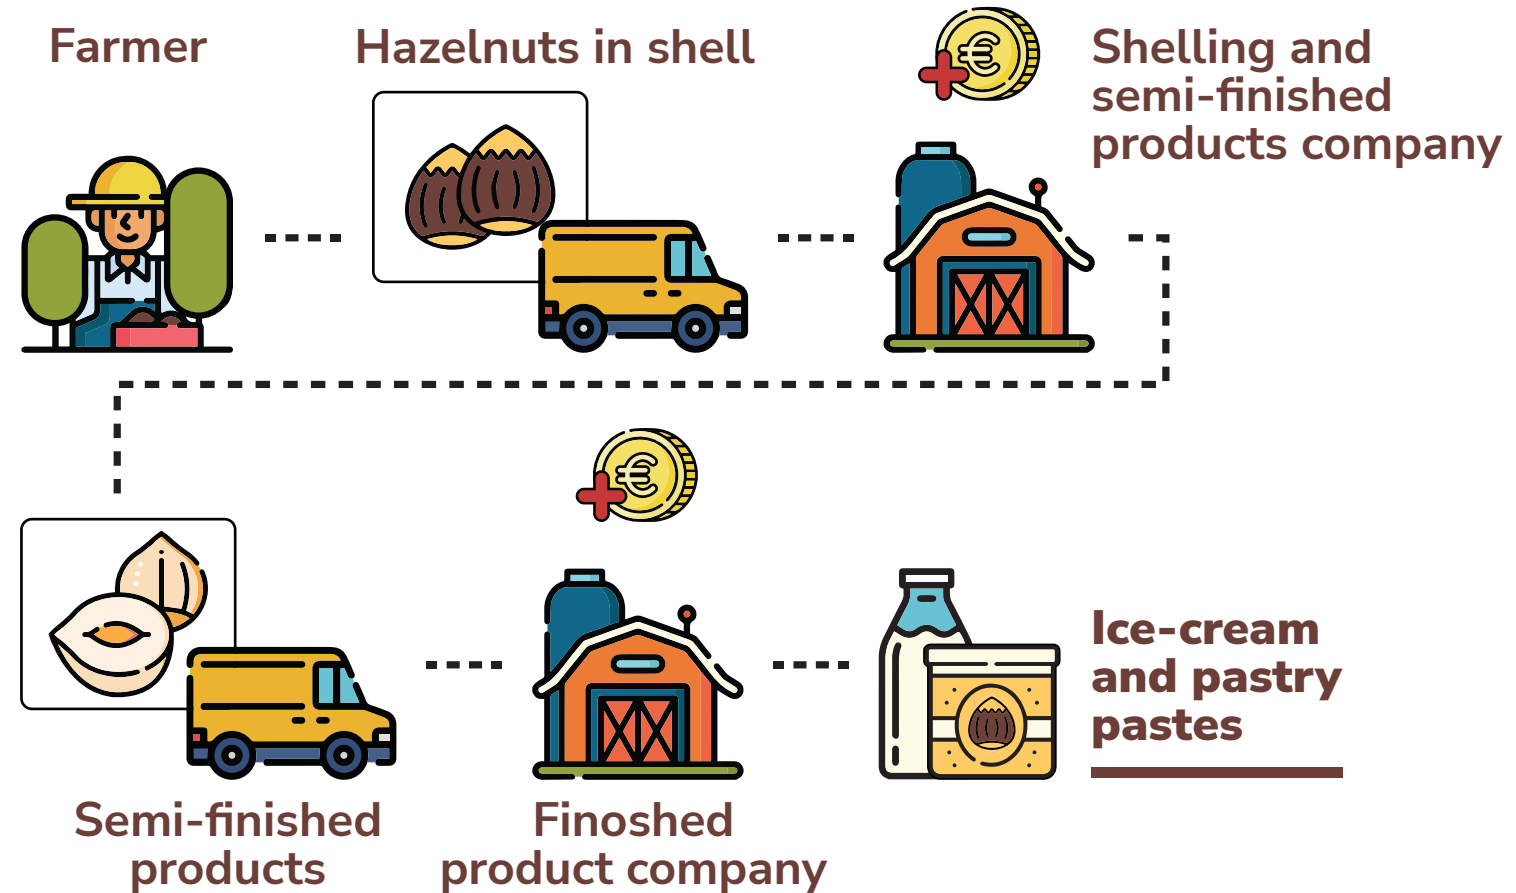 Farmer
Hazelnuts in shell
Shelling and
semi-finished
products company
Semi-finished
products
Finoshed
product company
Ice-cream
and pastry
pastes